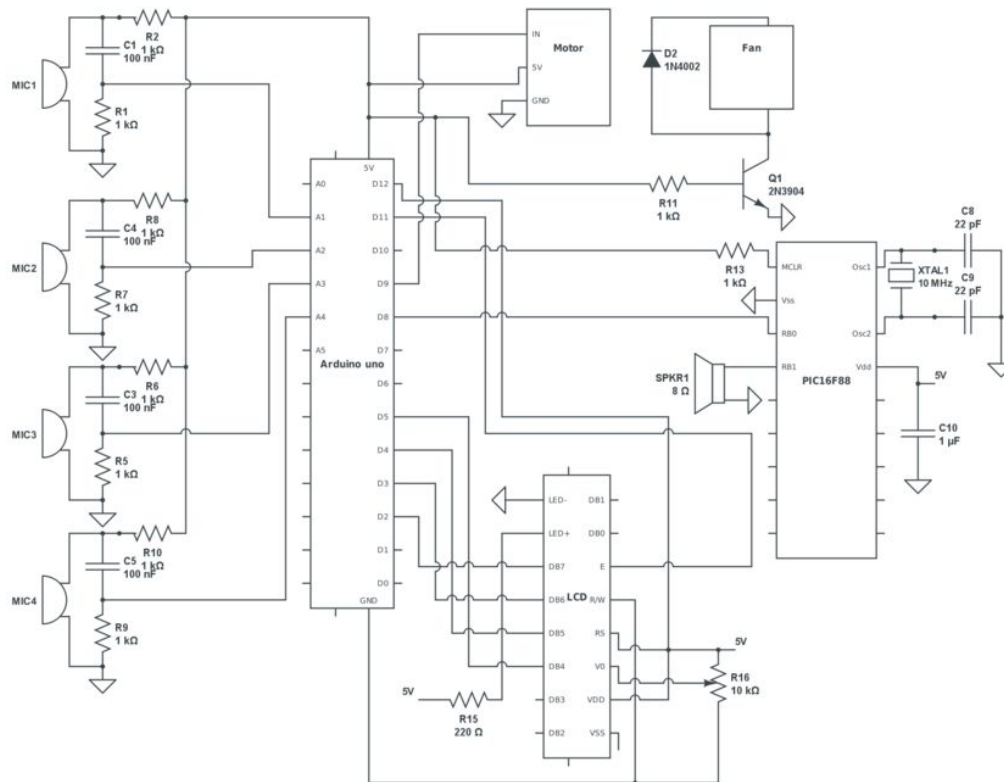 MIC1
C1
100 nF
R2
1 kΩ
R1
1 kΩ
MIC2
C4
100 nF
R8
1 kΩ
R7
1 kΩ
MIC3
C3
100 nF
R6
1 kΩ
R5
1 kΩ
MIC4
C5
100 nF
R10
1 kΩ
R9
1 kΩ
Arduino uno
5V
A0
A1
A2
A3
A4
A5
D12
D11
D10
D9
D8
D7
D6
D5
D4
D3
D2
D1
D0
GND
Motor
IN
5V
GND
D2
1N4002
Fan
Q1
2N3904
R11
1 kΩ
R13
1 kΩ
PIC16F88
MCLR
Vss
RB0
RB1
Osc1
Osc2
Vdd
XTAL1
10 MHz
C8
22 pF
C9
22 pF
5V
C10
1 µF
SPKR1
8 Ω
LCD
LED-
LED+
DB7
DB6
DB5
DB4
DB3
DB2
DB1
DB0
E
R/W
RS
V0
VDD
VSS
5V
R15
220 Ω
5V
R16
10 kΩ